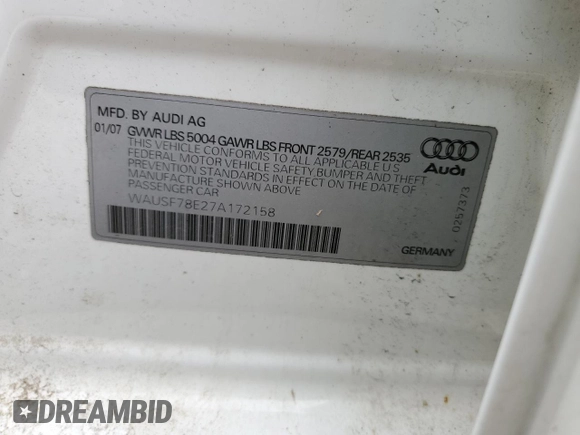 MFD. BY AUDI AG
01/07 GVWR LBS 5004 GAWR LBS FRONT 2579/REAR 2535
THIS VEHICLE CONFORMS TO ALL APPLICABLE U S
FEDERAL MOTOR VEHICLE SAFETY,BUMPER AND THEFT
PREVENTION STANDARDS IN EFFECT ON THE DATE OF
MANUFACTURE SHOWN ABOVE
PASSENGER CAR
WAUSF78E27A172158
Audi
0257373
GERMANY
DREAMBID